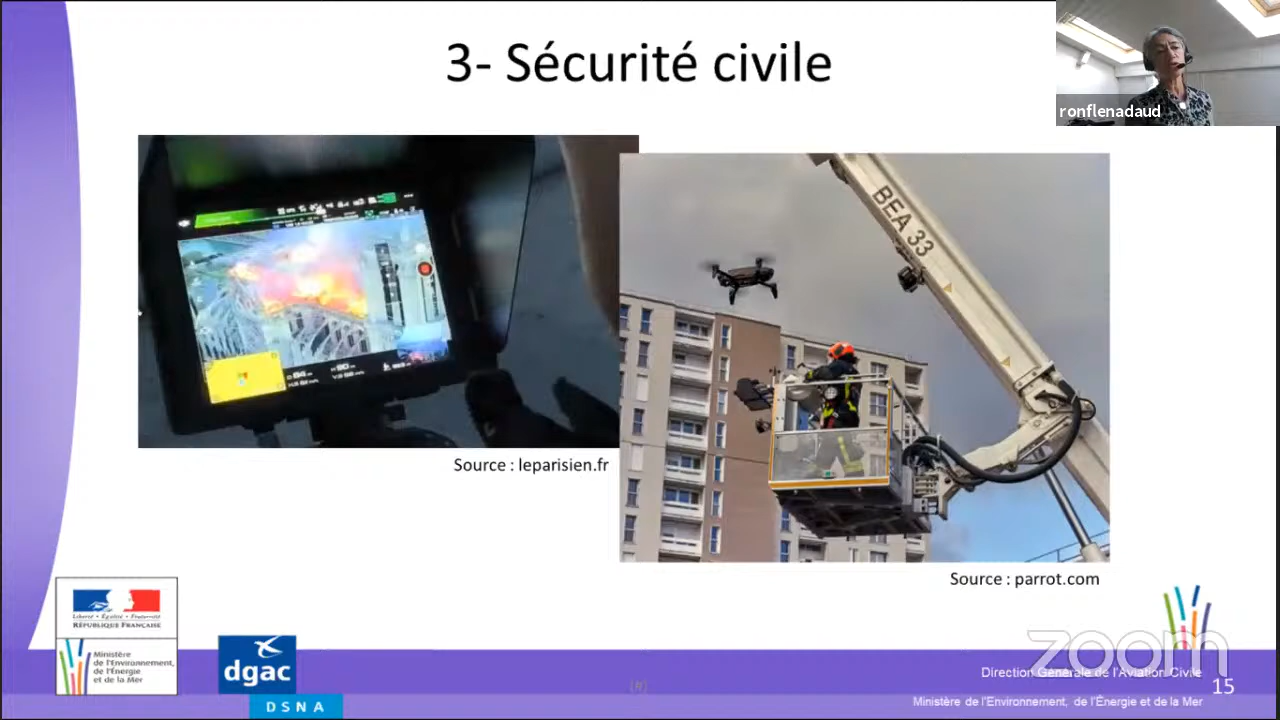 3- Sécurité civile
ronflenadaud
BEA 33
Source : leparisien.fr
Source : parrot.com
Liberté • Égalité • Fraternité
RÉPUBLIQUE FRANÇAISE
Ministère
de l'Environnement,
de l'Énergie
et de la Mer
dgac
DSNA
zoom
Direction Générale de l'Aviation Civile
15
Ministère de l'Environnement, de l'Énergie et de la Mer